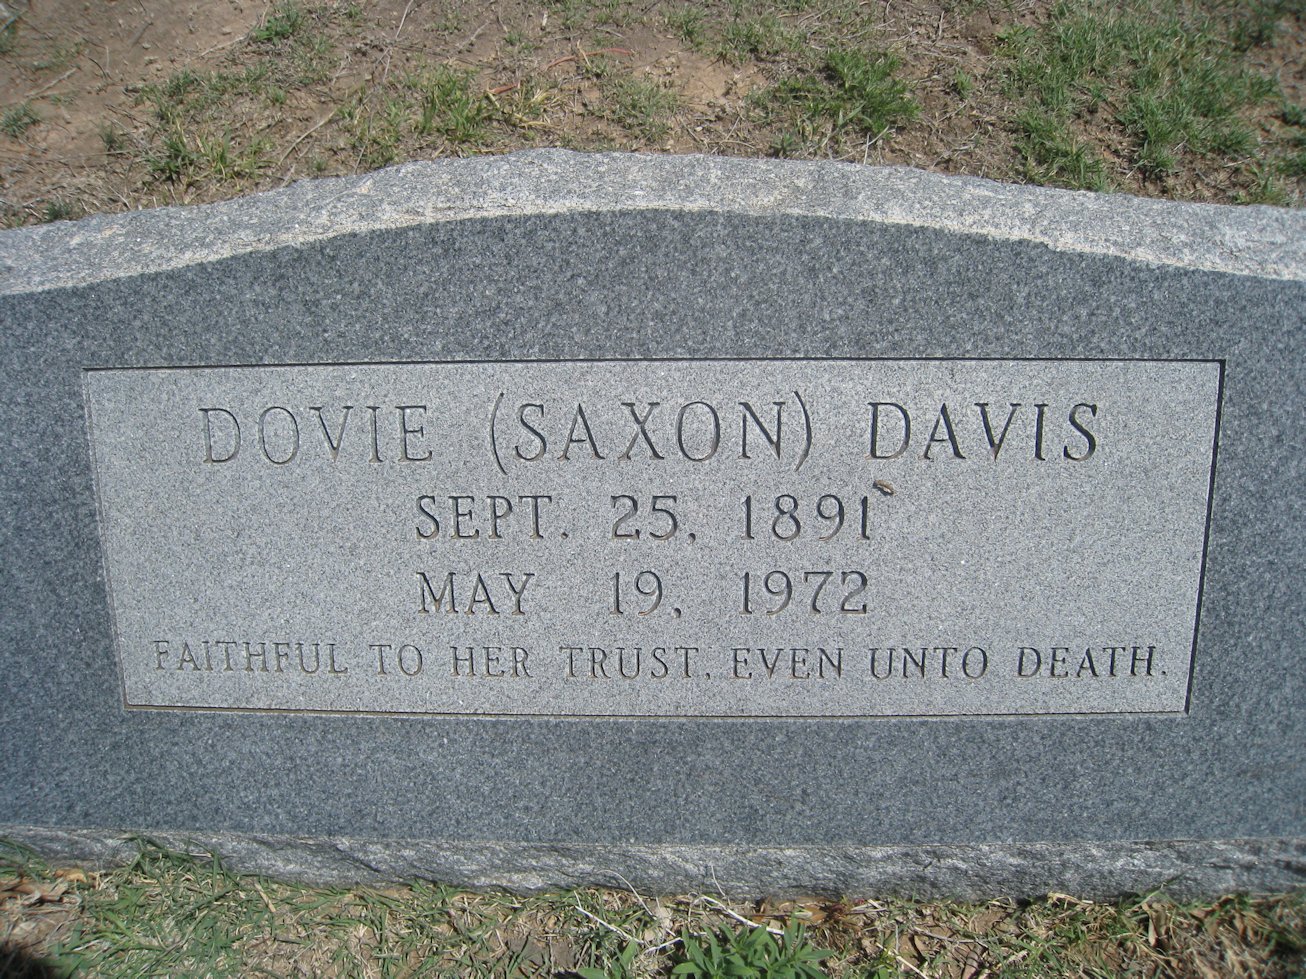 DOVIE (SAXON) DAVIS
SEPT. 25, 1891
MAY 19, 1972
FAITHFUL TO HER TRUST, EVEN UNTO DEATH.